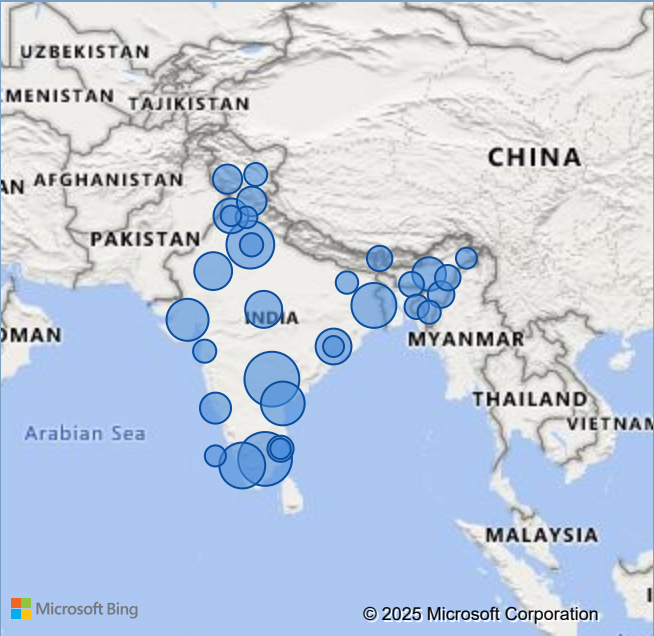 UZBEKISTAN
MENISTAN
TAJIKISTAN
CHINA
AN
AFGHANISTAN
PAKISTAN
INDIA
OMAN
MYANMAR
THAILAND
VIETNAM
Arabian Sea
MALAYSIA
I
Microsoft Bing
© 2025 Microsoft Corporation